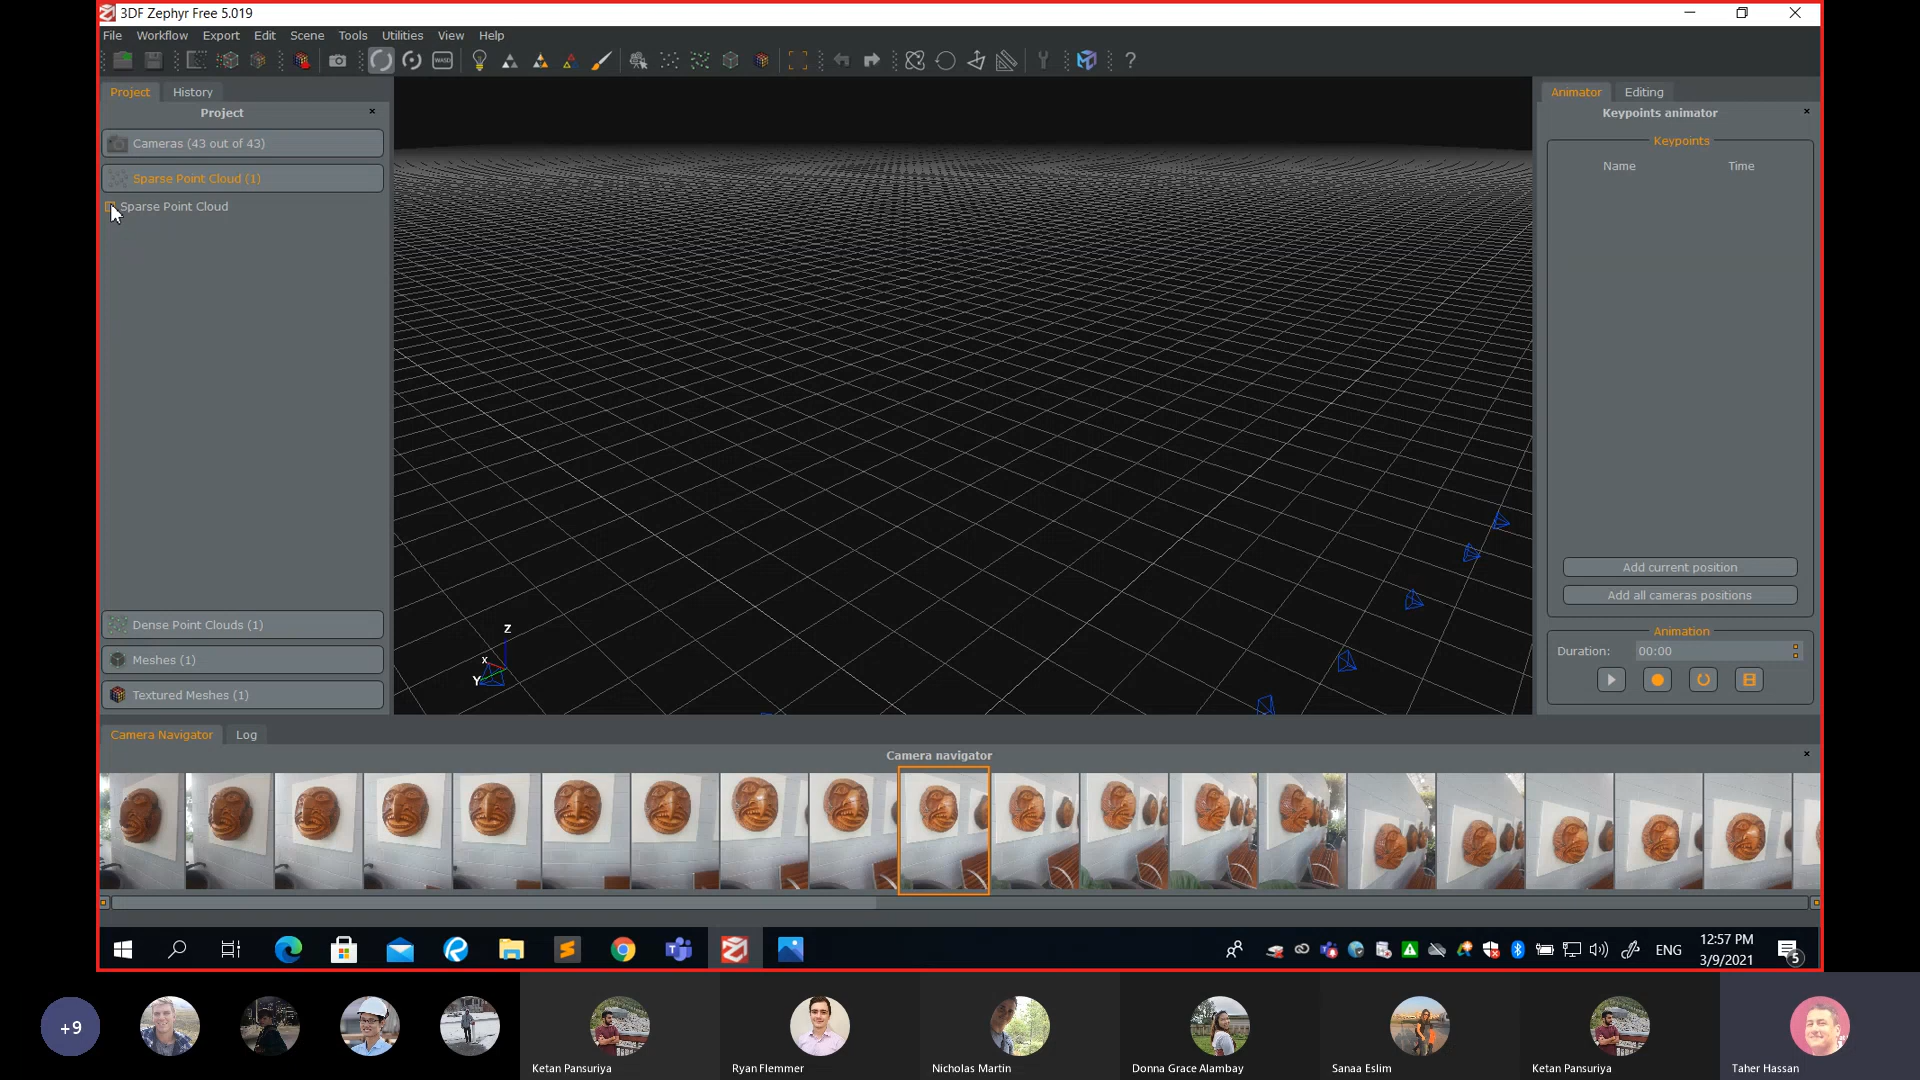 3DF Zephyr Free 5.019
File Workflow Export Edit Scene Tools Utilities View Help
WASD
?
Project History
Project
Cameras (43 out of 43)
Sparse Point Cloud (1)
Sparse Point Cloud
Dense Point Clouds (1)
Meshes (1)
Textured Meshes (1)
Z
X
Y
Animator Editing
Keypoints animator
Keypoints
Name Time
Add current position
Add all cameras positions
Animation
Duration: 00:00
Camera Navigator Log
Camera navigator
ENG
12:57 PM
3/9/2021
5
+9
Ketan Pansuriya
Ryan Flemmer
Nicholas Martin
Donna Grace Alambay
Sanaa Eslim
Ketan Pansuriya
Taher Hassan